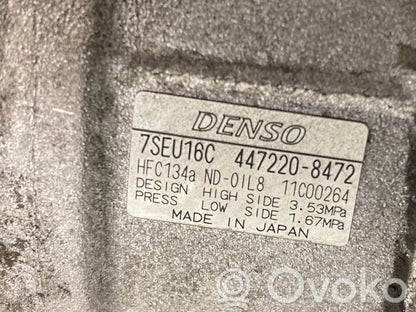 DENSO
7SEU16C 447220-8472
HFC134a ND-OIL8 11C00264
DESIGN HIGH SIDE 3.53MPa
PRESS LOW SIDE 1.67MPa
MADE IN JAPAN
Ovoko